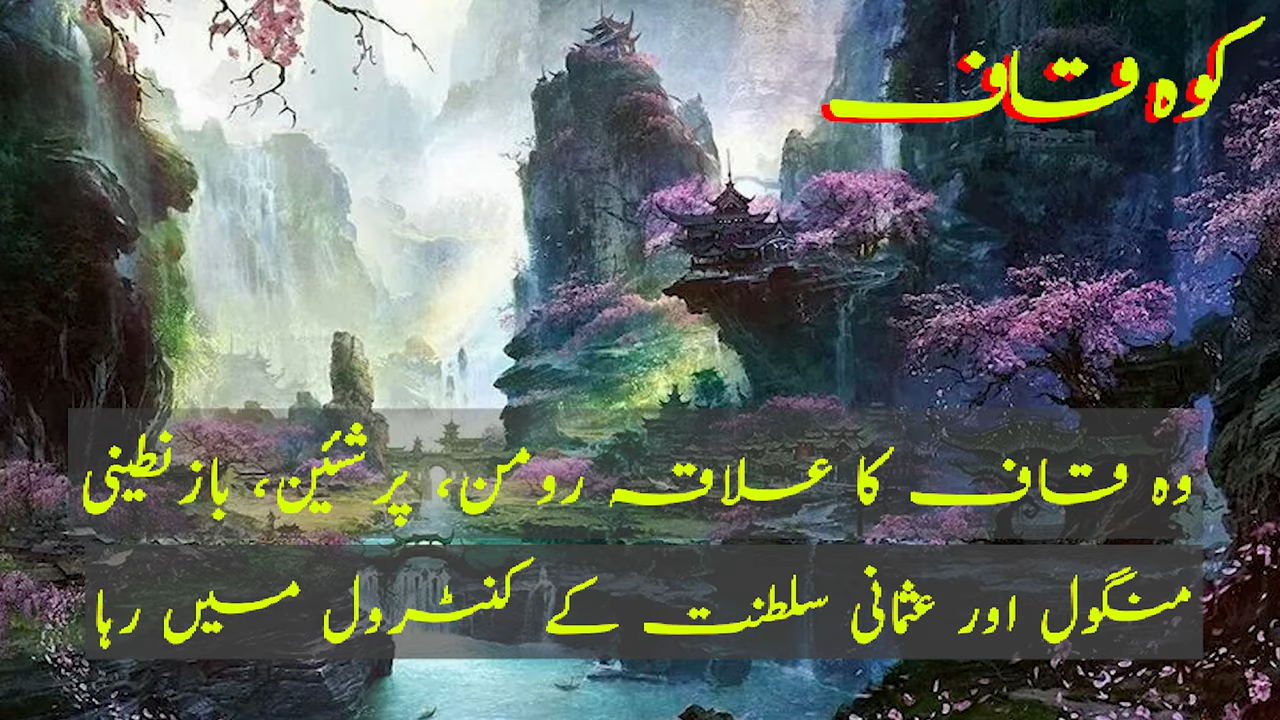 کوہ قاف
وہ قاف کا علاقہ رومن، پرشئین، بازنطینی
منگول اور عثمانی سلطنت کے کنٹرول میں رہا